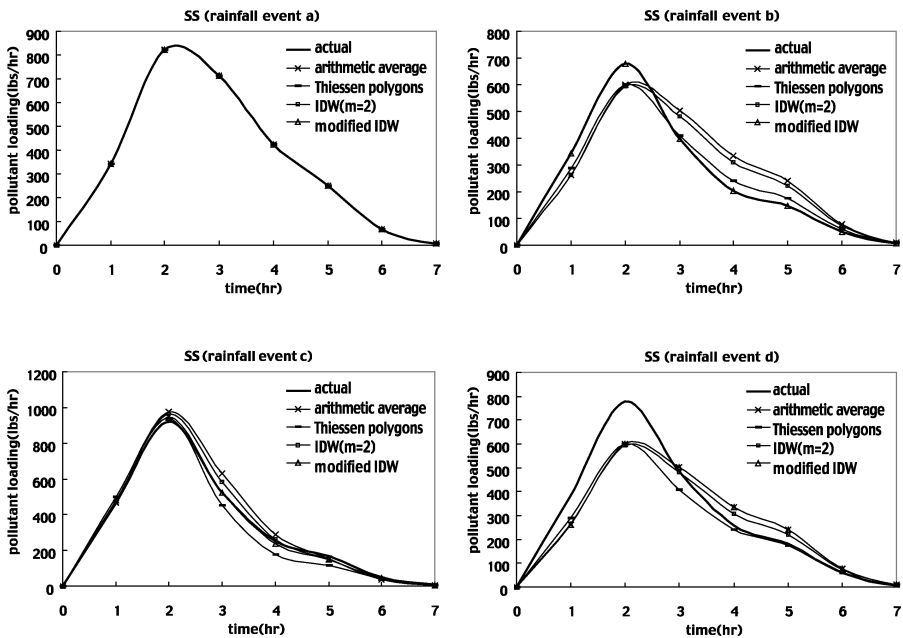 SS (rainfall event a)
pollutant loading(lbs/hr)
900
800
700
600
500
400
300
200
100
0
0 1 2 3 4 5 6 7
time(hr)
actual
arithmetic average
Thiessen polygons
IDW(m=2)
modified IDW
SS (rainfall event b)
pollutant loading(lbs/hr)
800
700
600
500
400
300
200
100
0
0 1 2 3 4 5 6 7
time(hr)
actual
arithmetic average
Thiessen polygons
IDW(m=2)
modified IDW
SS (rainfall event c)
pollutant loading(lbs/hr)
1200
1000
800
600
400
200
0
0 1 2 3 4 5 6 7
time(hr)
actual
arithmetic average
Thiessen polygons
IDW(m=2)
modified IDW
SS (rainfall event d)
pollutant loading(lbs/hr)
900
800
700
600
500
400
300
200
100
0
0 1 2 3 4 5 6 7
time(hr)
actual
arithmetic average
Thiessen polygons
IDW(m=2)
modified IDW